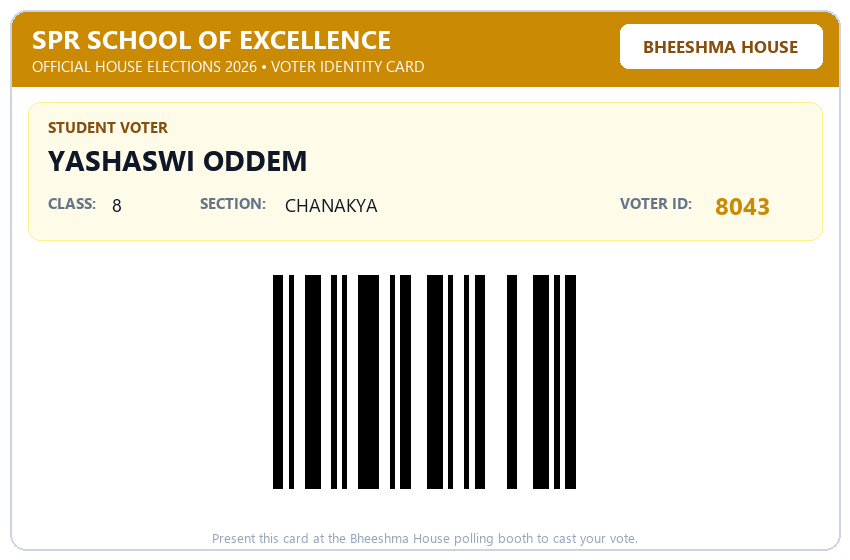 SPR SCHOOL OF EXCELLENCE
OFFICIAL HOUSE ELECTIONS 2026 • VOTER IDENTITY CARD
BHEESHMA HOUSE
STUDENT VOTER
YASHASWI ODDEM
CLASS: 8 SECTION: CHANAKYA VOTER ID: 8043
Present this card at the Bheeshma House polling booth to cast your vote.